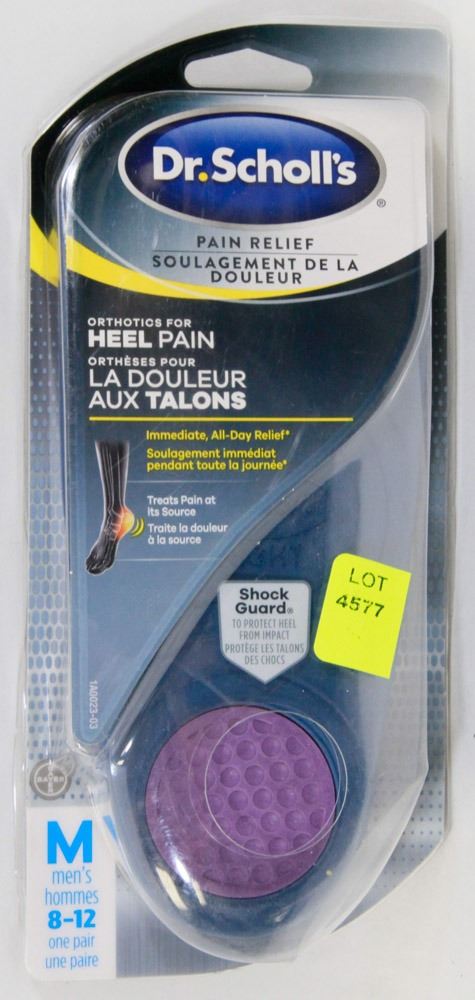 Dr.Scholl's®
PAIN RELIEF
SOULAGEMENT DE LA
DOULEUR
ORTHOTICS FOR
HEEL PAIN
ORTHÈSES POUR
LA DOULEUR
AUX TALONS
Immediate, All-Day Relief*
Soulagement immédiat
pendant toute la journée*
Treats Pain at
Its Source
Traite la douleur
à la source
LOT
4577
Shock
Guard®
TO PROTECT HEEL
FROM IMPACT
PROTÈGE LES TALONS
DES CHOCS
1A0023-03
BAYER
M
men's
hommes
8-12
one pair
une paire